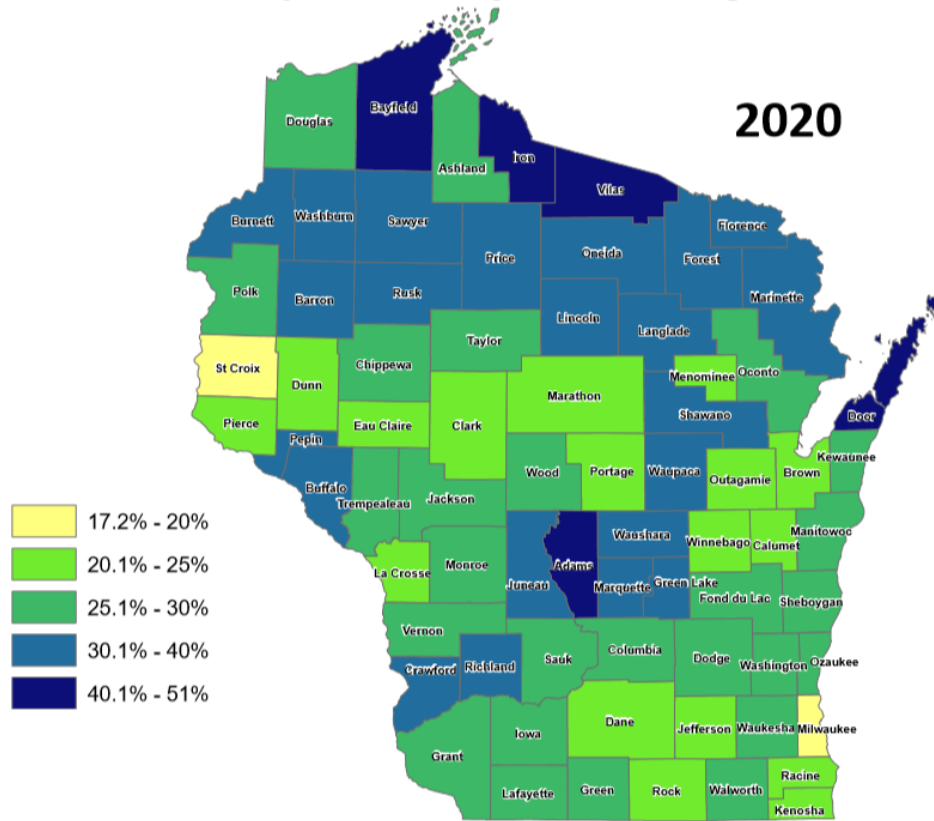 2020
Bayfield
Douglas
Iron
Ashland
Vilas
Burnett
Washburn
Sawyer
Florence
Price
Oneida
Forest
Polk
Barron
Rusk
Marinette
Lincoln
Langlade
Taylor
St Croix
Chippewa
Menominee
Oconto
Dunn
Marathon
Shawano
Door
Pierce
Eau Claire
Clark
Pepin
Kewaunee
Wood
Portage
Waupaca
Outagamie
Brown
Buffalo
Trempealeau
Jackson
17.2% - 20%
20.1% - 25%
25.1% - 30%
30.1% - 40%
40.1% - 51%
Waushara
Winnebago
Calumet
Manitowoc
La Crosse
Monroe
Juneau
Adams
Marquette
Green Lake
Fond du Lac
Sheboygan
Vernon
Crawford
Richland
Sauk
Columbia
Dodge
Washington
Ozaukee
Dane
Jefferson
Waukesha
Milwaukee
Iowa
Grant
Lafayette
Green
Rock
Walworth
Racine
Kenosha